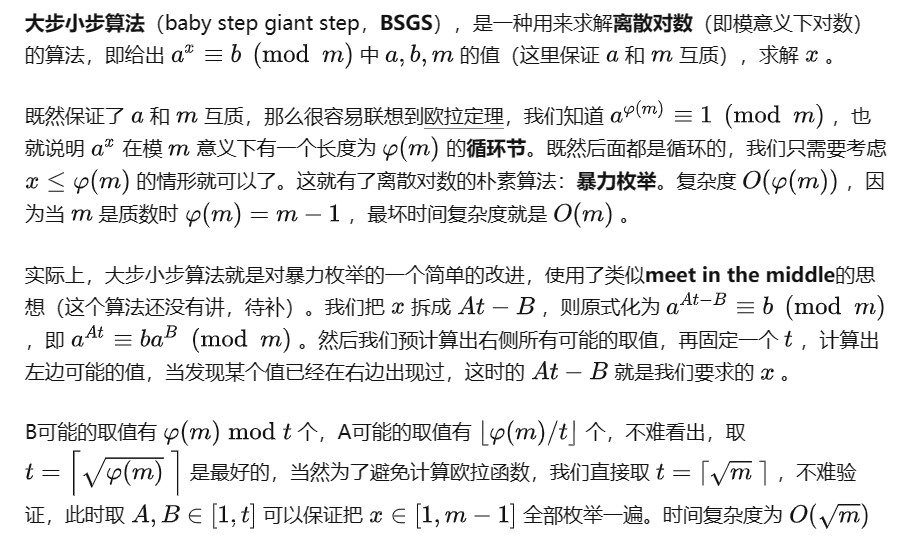 大步小步算法（baby step giant step，BSGS），是一种用来求解离散对数（即模意义下对数）
的算法，即给出 $a^x \equiv b \pmod m$ 中 $a, b, m$ 的值（这里保证 $a$ 和 $m$ 互质），求解 $x$ 。
既然保证了 $a$ 和 $m$ 互质，那么很容易联想到欧拉定理，我们知道 $a^{\varphi(m)} \equiv 1 \pmod m$ ，也
就说明 $a^x$ 在模 $m$ 意义下有一个长度为 $\varphi(m)$ 的循环节。既然后面都是循环的，我们只需要考虑
$x \le \varphi(m)$ 的情形就可以了。这就有了离散对数的朴素算法：暴力枚举。复杂度 $O(\varphi(m))$ ，因
为当 $m$ 是质数时 $\varphi(m) = m - 1$ ，最坏时间复杂度就是 $O(m)$ 。
实际上，大步小步算法就是对暴力枚举的一个简单的改进，使用了类似meet in the middle的思
想（这个算法还没有讲，待补）。我们把 $x$ 拆成 $At - B$ ，则原式化为 $a^{At-B} \equiv b \pmod m$
，即 $a^{At} \equiv ba^B \pmod m$ 。然后我们预计算出右侧所有可能的取值，再固定一个 $t$ ，计算出
左边可能的值，当发现某个值已经在右边出现过，这时的 $At - B$ 就是我们要求的 $x$ 。
B可能的取值有 $\varphi(m) \bmod t$ 个，A可能的取值有 $\lfloor \varphi(m)/t \rfloor$ 个，不难看出，取
$t = \left\lceil \sqrt{\varphi(m)} \right\rceil$ 是最好的，当然为了避免计算欧拉函数，我们直接取 $t = \lceil \sqrt{m} \rceil$ ，不难验
证，此时取 $A, B \in [1, t]$ 可以保证把 $x \in [1, m - 1]$ 全部枚举一遍。时间复杂度为 $O(\sqrt{m})$